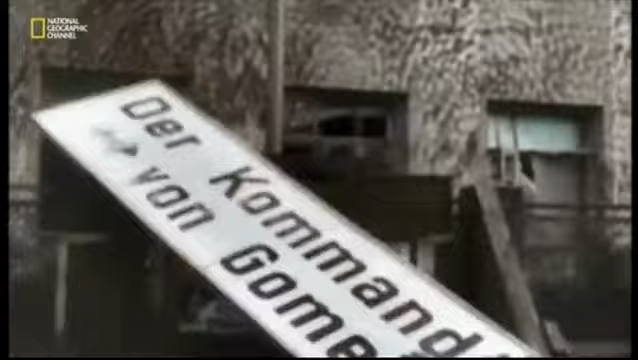 NATIONAL
GEOGRAPHIC
CHANNEL
Der Kommand
von Gome